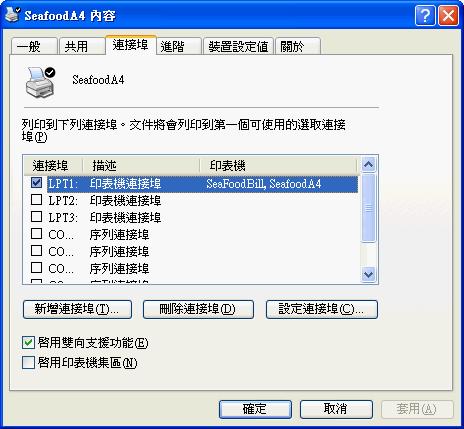 SeafoodA4 內容
一般 共用 連接埠 進階 裝置設定值 關於
SeafoodA4
列印到下列連接埠。文件將會列印到第一個可使用的選取連接
埠(P)
連接埠 描述 印表機
LPT1: 印表機連接埠 SeaFoodBill, SeafoodA4
LPT2: 印表機連接埠
LPT3: 印表機連接埠
CO... 序列連接埠
CO... 序列連接埠
CO... 序列連接埠
CO... 序列連接埠
新增連接埠(T)... 刪除連接埠(D) 設定連接埠(C)...
啟用雙向支援功能(E)
啟用印表機集區(N)
確定 取消 套用(A)